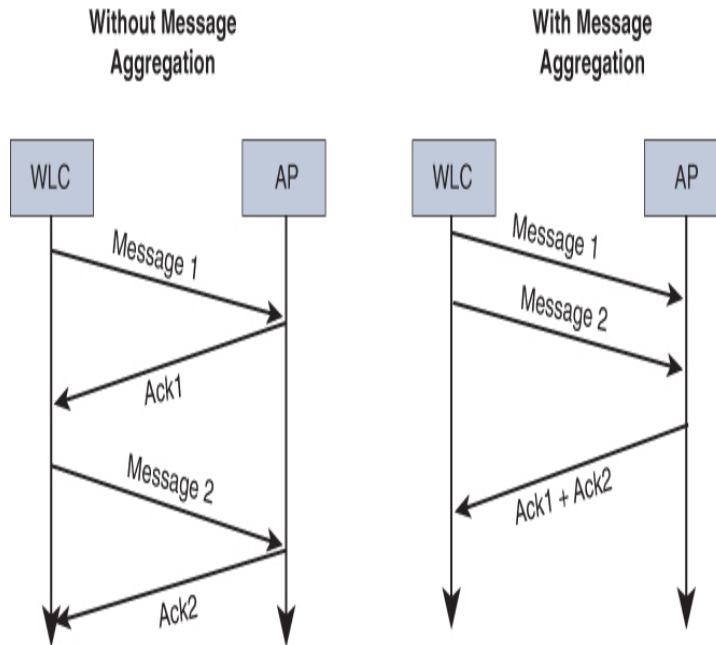 Without Message
Aggregation
With Message
Aggregation
WLC
AP
WLC
AP
Message 1
Ack1
Message 2
Ack2
Message 1
Message 2
Ack1 + Ack2